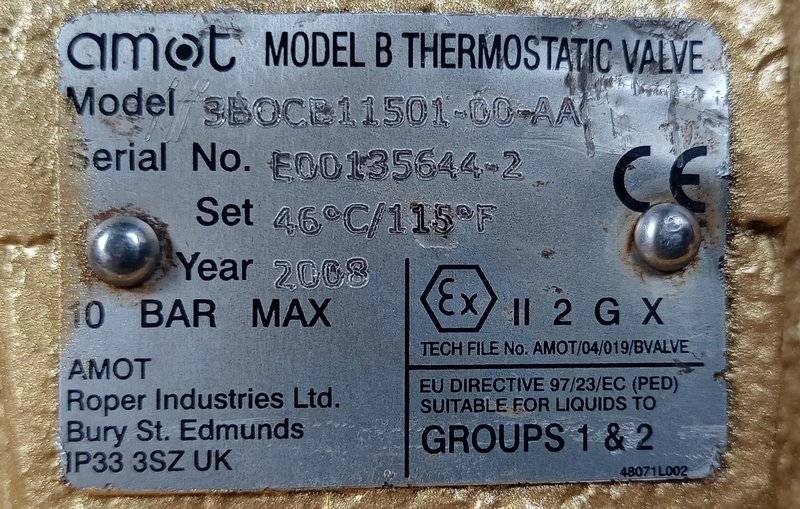 amot MODEL B THERMOSTATIC VALVE
Model 3BOCB11501-00-AA
Serial No. E00135644-2
Set 46°C/115°F
Year 2008
CE
10 BAR MAX
AMOT
Roper Industries Ltd.
Bury St. Edmunds
IP33 3SZ UK
Ex II 2 G X
TECH FILE No. AMOT/04/019/BVALVE
EU DIRECTIVE 97/23/EC (PED)
SUITABLE FOR LIQUIDS TO
GROUPS 1 & 2
48071L002